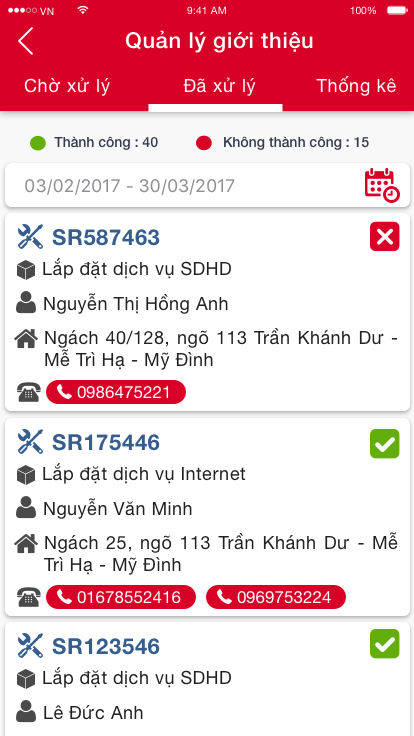 VN 9:41 AM 100%
Quản lý giới thiệu
Chờ xử lý Đã xử lý Thống kê
Thành công : 40 Không thành công : 15
03/02/2017 - 30/03/2017
SR587463
Lắp đặt dịch vụ SDHD
Nguyễn Thị Hồng Anh
Ngách 40/128, ngõ 113 Trần Khánh Dư -
Mễ Trì Hạ - Mỹ Đình
0986475221
SR175446
Lắp đặt dịch vụ Internet
Nguyễn Văn Minh
Ngách 25, ngõ 113 Trần Khánh Dư - Mễ
Trì Hạ - Mỹ Đình
01678552416 0969753224
SR123546
Lắp đặt dịch vụ SDHD
Lê Đức Anh